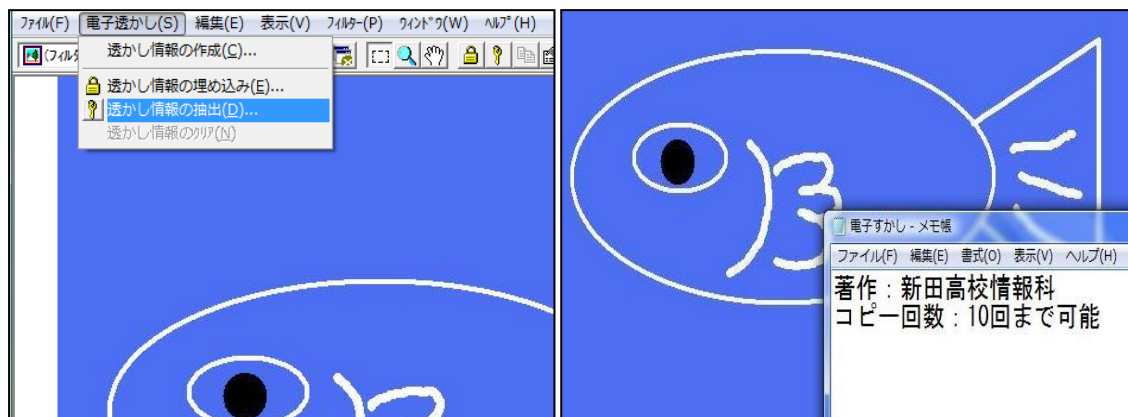 ファイル(F) 電子透かし(S) 編集(E) 表示(V) フィルター(P) ウィンドウ(W) ヘルプ(H)
透かし情報の作成(C)...
透かし情報の埋め込み(E)...
透かし情報の抽出(D)...
透かし情報のクリア(N)
電子すかし - メモ帳
ファイル(F) 編集(E) 書式(O) 表示(V) ヘルプ(H)
著作:新田高校情報科
コピー回数:10回まで可能